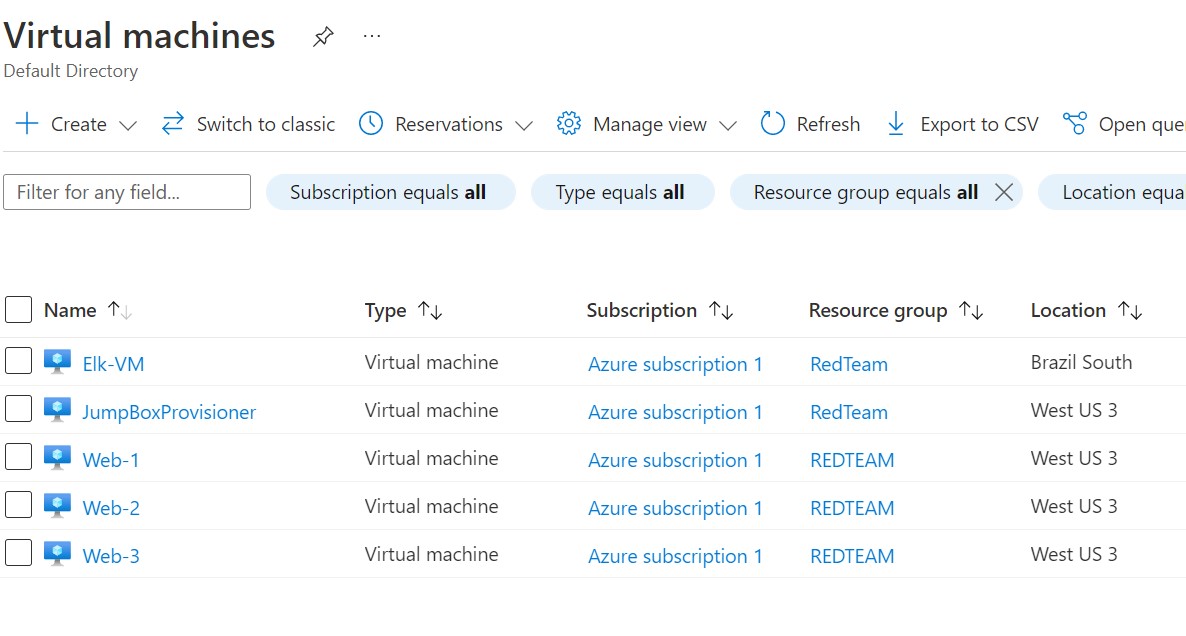 Virtual machines
Default Directory
Create Switch to classic Reservations Manage view Refresh Export to CSV Open
Filter for any field... Subscription equals all Type equals all Resource group equals all Location
Name Type Subscription Resource group Location
Elk-VM Virtual machine Azure subscription 1 RedTeam Brazil South
JumpBoxProvisioner Virtual machine Azure subscription 1 RedTeam West US 3
Web-1 Virtual machine Azure subscription 1 REDTEAM West US 3
Web-2 Virtual machine Azure subscription 1 REDTEAM West US 3
Web-3 Virtual machine Azure subscription 1 REDTEAM West US 3